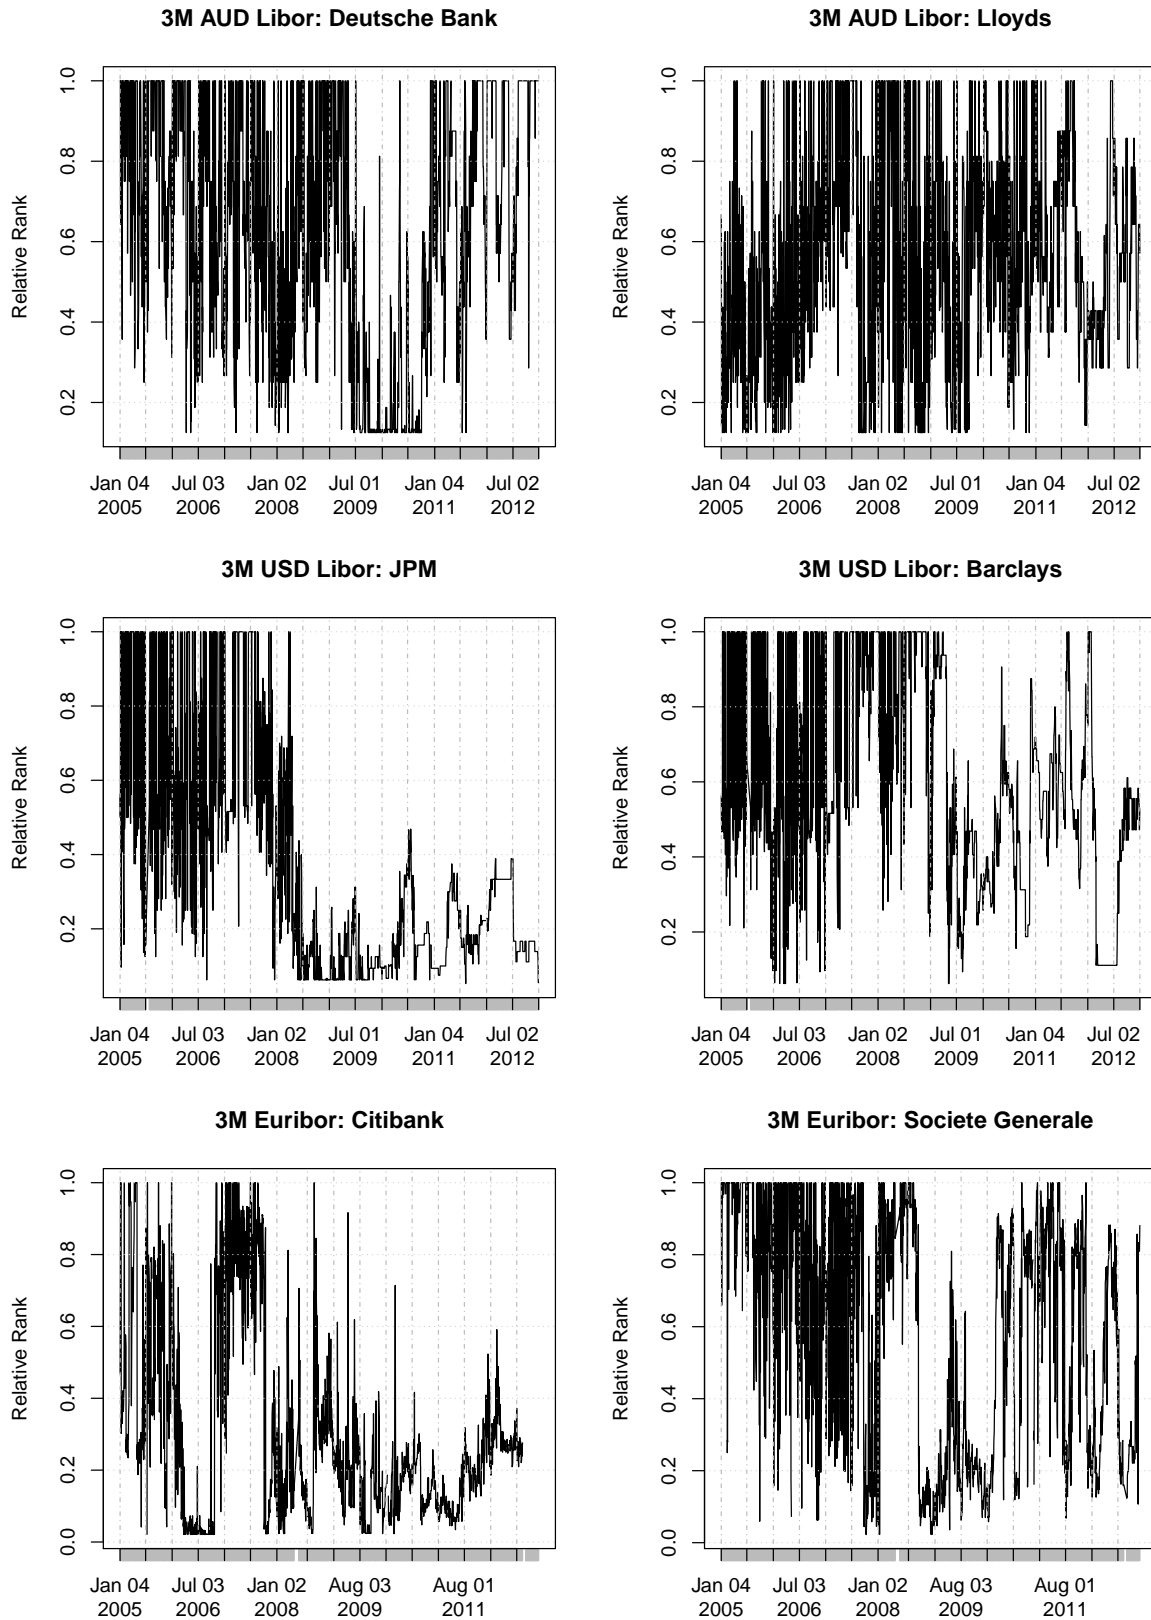 3M AUD Libor: Deutsche Bank
Relative Rank
0.2 0.4 0.6 0.8 1.0
Jan 04 Jul 03 Jan 02 Jul 01 Jan 04 Jul 02
2005 2006 2008 2009 2011 2012
3M AUD Libor: Lloyds
Relative Rank
0.2 0.4 0.6 0.8 1.0
Jan 04 Jul 03 Jan 02 Jul 01 Jan 04 Jul 02
2005 2006 2008 2009 2011 2012
3M USD Libor: JPM
Relative Rank
0.2 0.4 0.6 0.8 1.0
Jan 04 Jul 03 Jan 02 Jul 01 Jan 04 Jul 02
2005 2006 2008 2009 2011 2012
3M USD Libor: Barclays
Relative Rank
0.2 0.4 0.6 0.8 1.0
Jan 04 Jul 03 Jan 02 Jul 01 Jan 04 Jul 02
2005 2006 2008 2009 2011 2012
3M Euribor: Citibank
Relative Rank
0.0 0.2 0.4 0.6 0.8 1.0
Jan 04 Jul 03 Jan 02 Aug 03 Aug 01
2005 2006 2008 2009 2011
3M Euribor: Societe Generale
Relative Rank
0.0 0.2 0.4 0.6 0.8 1.0
Jan 04 Jul 03 Jan 02 Aug 03 Aug 01
2005 2006 2008 2009 2011